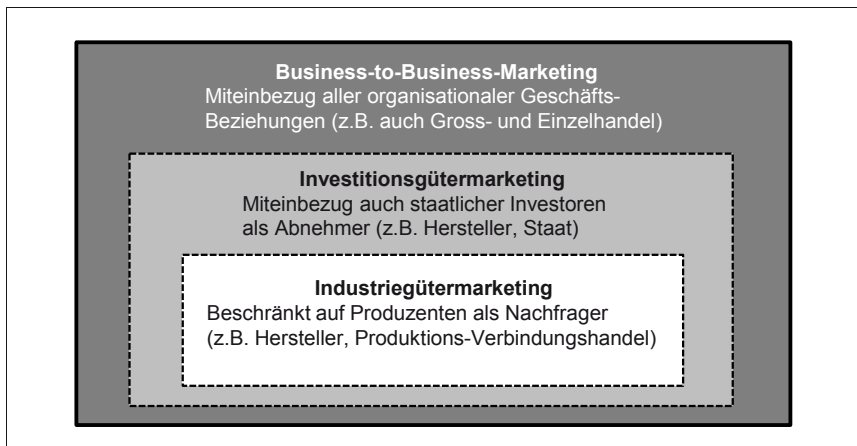 Business-to-Business-Marketing
Miteinbezug aller organisationaler Geschäfts-
Beziehungen (z.B. auch Gross- und Einzelhandel)
Investitionsgütermarketing
Miteinbezug auch staatlicher Investoren
als Abnehmer (z.B. Hersteller, Staat)
Industriegütermarketing
Beschränkt auf Produzenten als Nachfrager
(z.B. Hersteller, Produktions-Verbindungshandel)